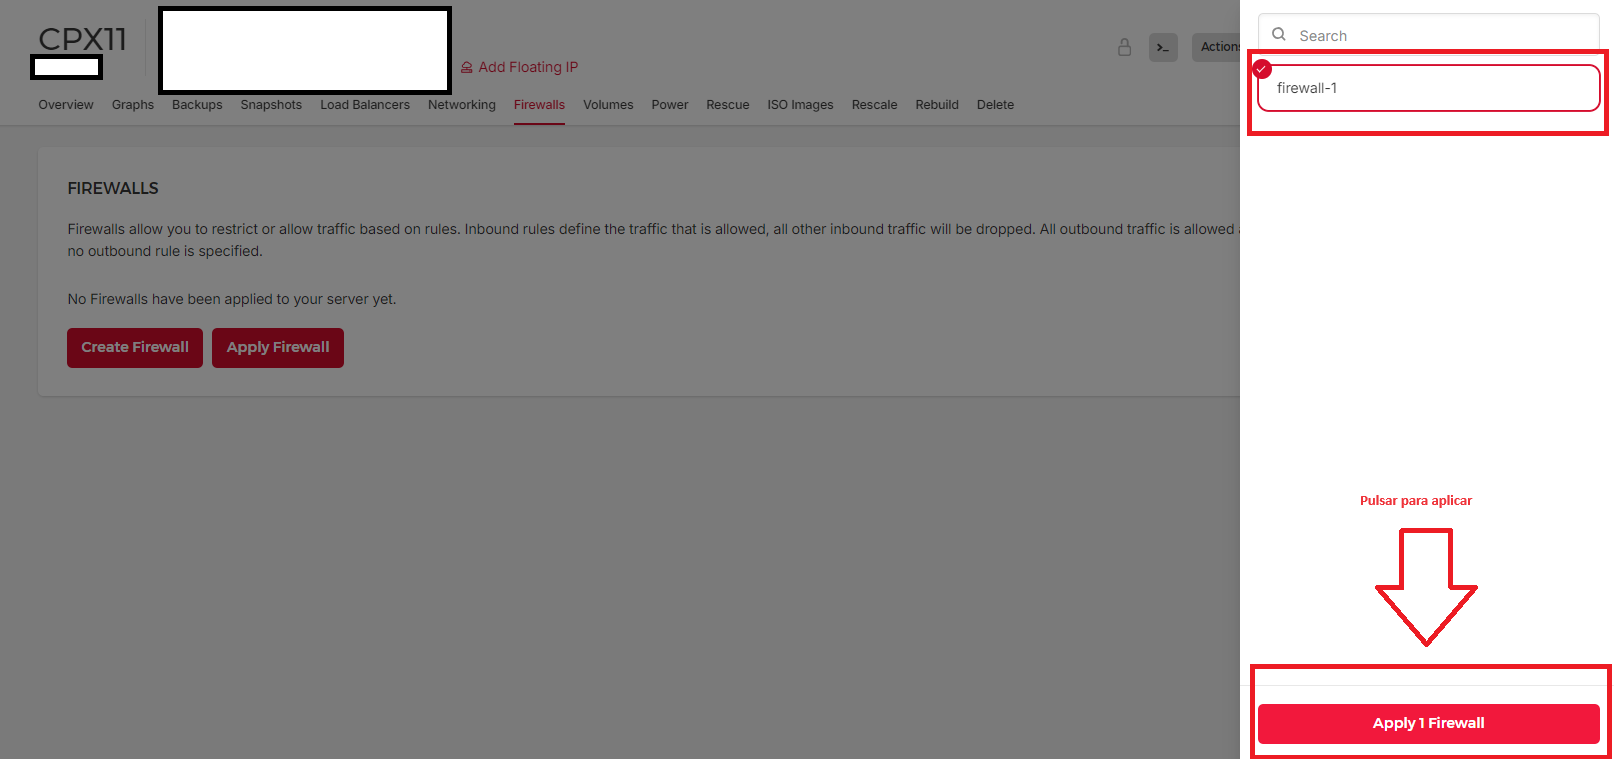 CPX11
Add Floating IP
>_
Actions
Overview Graphs Backups Snapshots Load Balancers Networking Firewalls Volumes Power Rescue ISO Images Rescale Rebuild Delete
FIREWALLS
Firewalls allow you to restrict or allow traffic based on rules. Inbound rules define the traffic that is allowed, all other inbound traffic will be dropped. All outbound traffic is allowed
no outbound rule is specified.
No Firewalls have been applied to your server yet.
Create Firewall Apply Firewall
Search
firewall-1
Pulsar para aplicar
Apply 1 Firewall